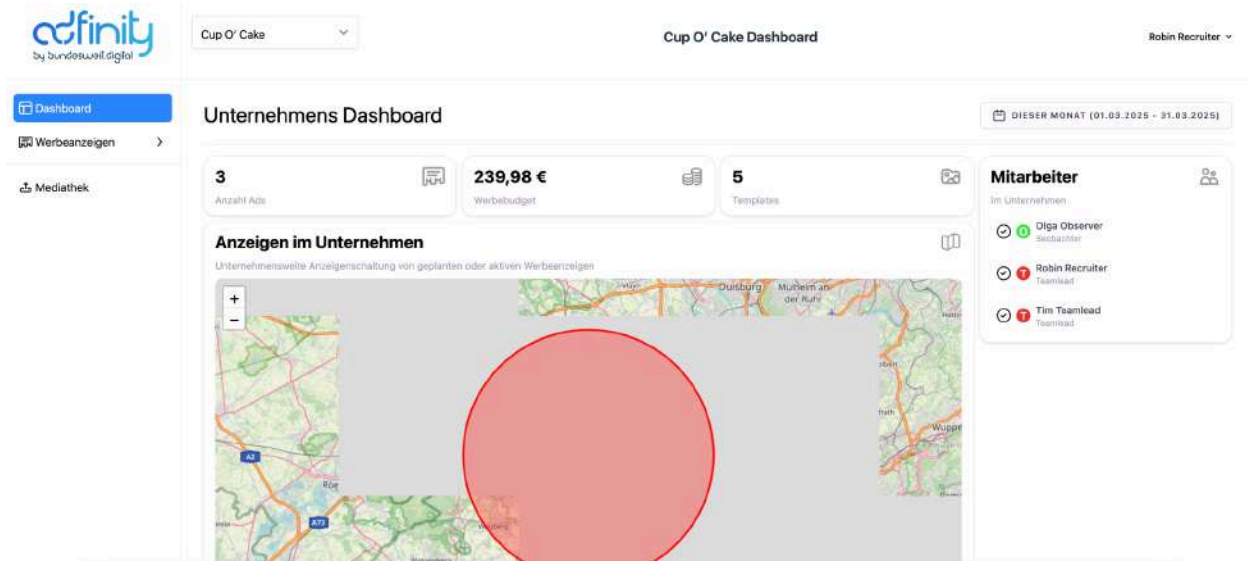 adfinity
by bundesweit.digital
Cup O' Cake
Cup O' Cake Dashboard
Robin Recruiter
Dashboard
Werbeanzeigen
Mediathek
Unternehmens Dashboard
DIESER MONAT (01.03.2025 - 31.03.2025)
3
Anzahl Ads
239,98 €
Werbebudget
5
Templates
Mitarbeiter
Im Unternehmen
O
Olga Observer
Beobachter
T
Robin Recruiter
Teamlead
T
Tim Teamlead
Teamlead
Anzeigen im Unternehmen
Unternehmensweite Anzeigenschaltung von geplanten oder aktiven Werbeanzeigen
+
−
Duisburg
Mülheim an
der Ruhr
Wuppe
A2
Roe
A73